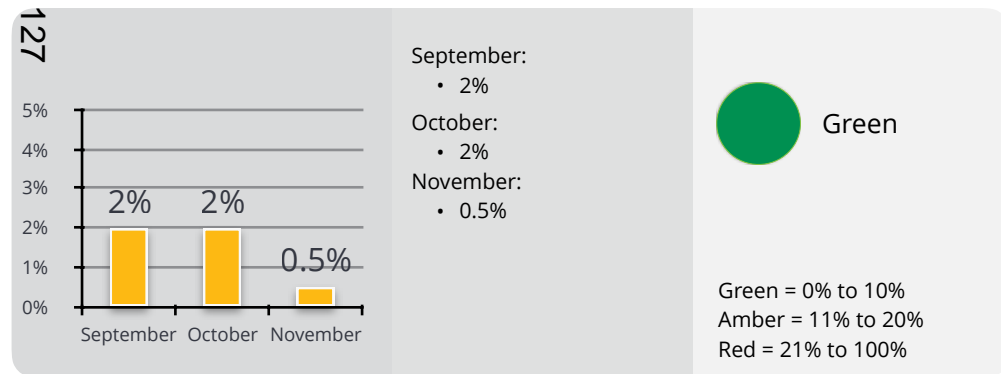 127
5%
4%
3%
2%
1%
0%
2%
2%
0.5%
September October November
September:
• 2%
October:
• 2%
November:
• 0.5%
Green
Green = 0% to 10%
Amber = 11% to 20%
Red = 21% to 100%